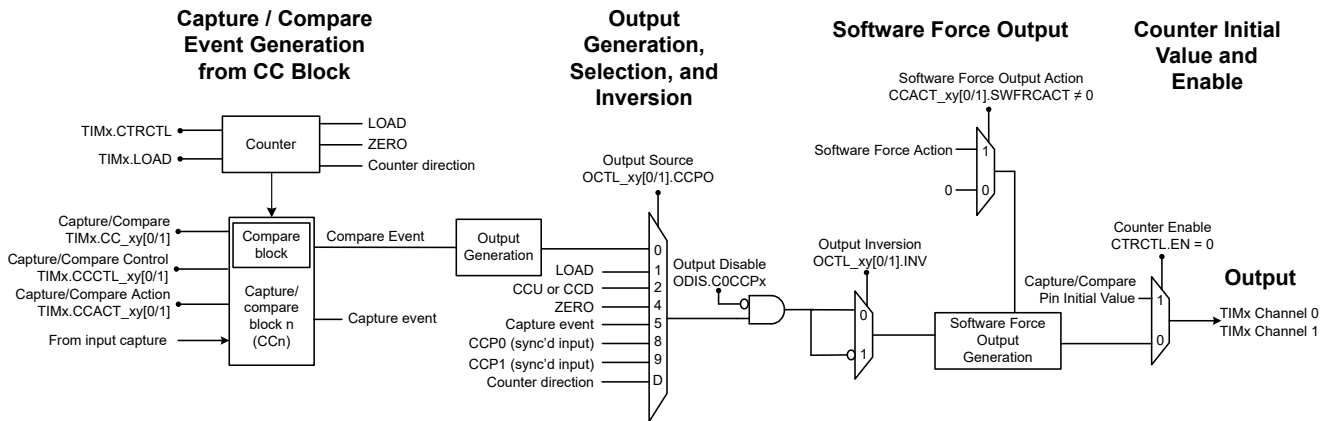 Capture / Compare
Event Generation
from CC Block
Output
Generation,
Selection, and
Inversion
Software Force Output
Counter Initial
Value and
Enable
TIMx.CTRCTL
TIMx.LOAD
Counter
LOAD
ZERO
Counter direction
Capture/Compare
TIMx.CC_xy[0/1]
Capture/Compare Control
TIMx.CCCTL_xy[0/1]
Capture/Compare Action
TIMx.CCACT_xy[0/1]
From input capture
Compare
block
Capture/
compare
block n
(CCn)
Compare Event
Capture event
Output
Generation
Output Source
OCTL_xy[0/1].CCPO
0
LOAD
1
CCU or CCD
2
ZERO
4
Capture event
5
CCP0 (sync'd input)
8
CCP1 (sync'd input)
9
Counter direction
D
Output Disable
ODIS.C0CCPx
Output Inversion
OCTL_xy[0/1].INV
0
1
Software Force Output Action
CCACT_xy[0/1].SWFRCACT ≠ 0
Software Force Action
1
0
0
Software Force
Output
Generation
Counter Enable
CTRCTL.EN = 0
Capture/Compare
Pin Initial Value
1
0
Output
TIMx Channel 0
TIMx Channel 1